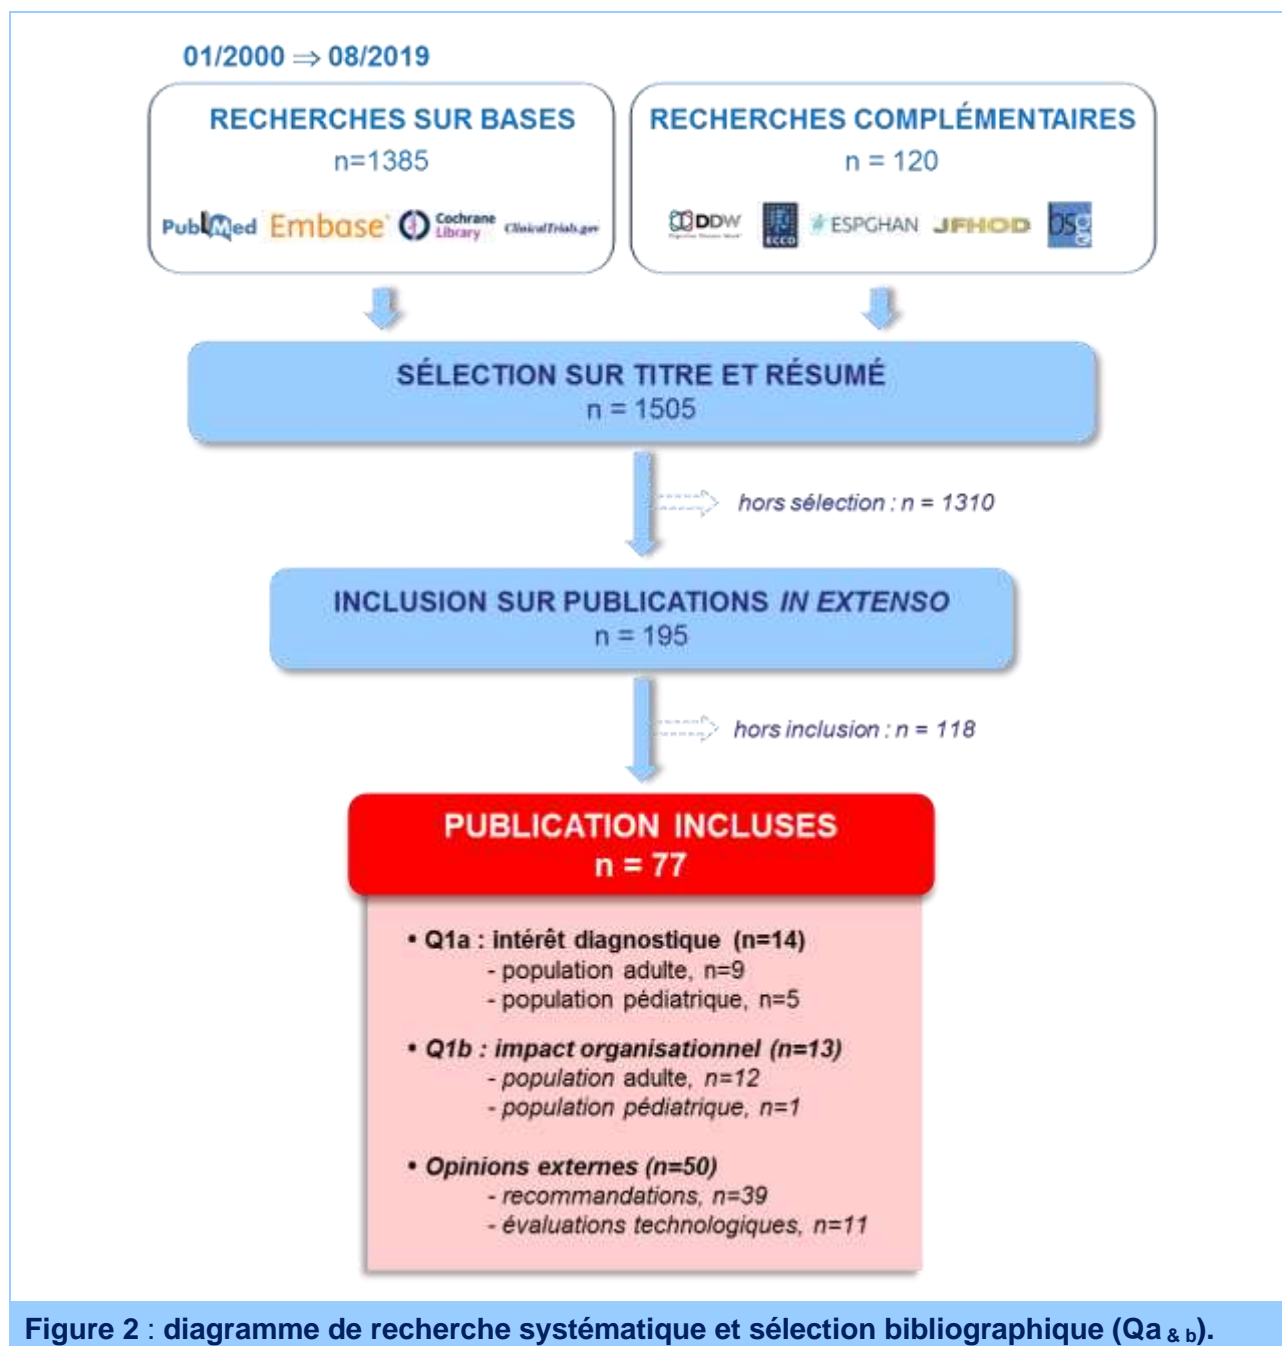 01/2000 ⇒ 08/2019
RECHERCHES SUR BASES
n=1385
PubMed Embase Cochrane Library ClinicalTrials.gov
RECHERCHES COMPLÉMENTAIRES
n = 120
DDW ECCO ESPGHAN JFHOD bsg
SÉLECTION SUR TITRE ET RÉSUMÉ
n = 1505
hors sélection : n = 1310
INCLUSION SUR PUBLICATIONS IN EXTENSO
n = 195
hors inclusion : n = 118
PUBLICATION INCLUSES
n = 77
• Q1a : intérêt diagnostique (n=14)
- population adulte, n=9
- population pédiatrique, n=5
• Q1b : impact organisationnel (n=13)
- population adulte, n=12
- population pédiatrique, n=1
• Opinions externes (n=50)
- recommandations, n=39
- évaluations technologiques, n=11
Figure 2 : diagramme de recherche systématique et sélection bibliographique (Qa & b).